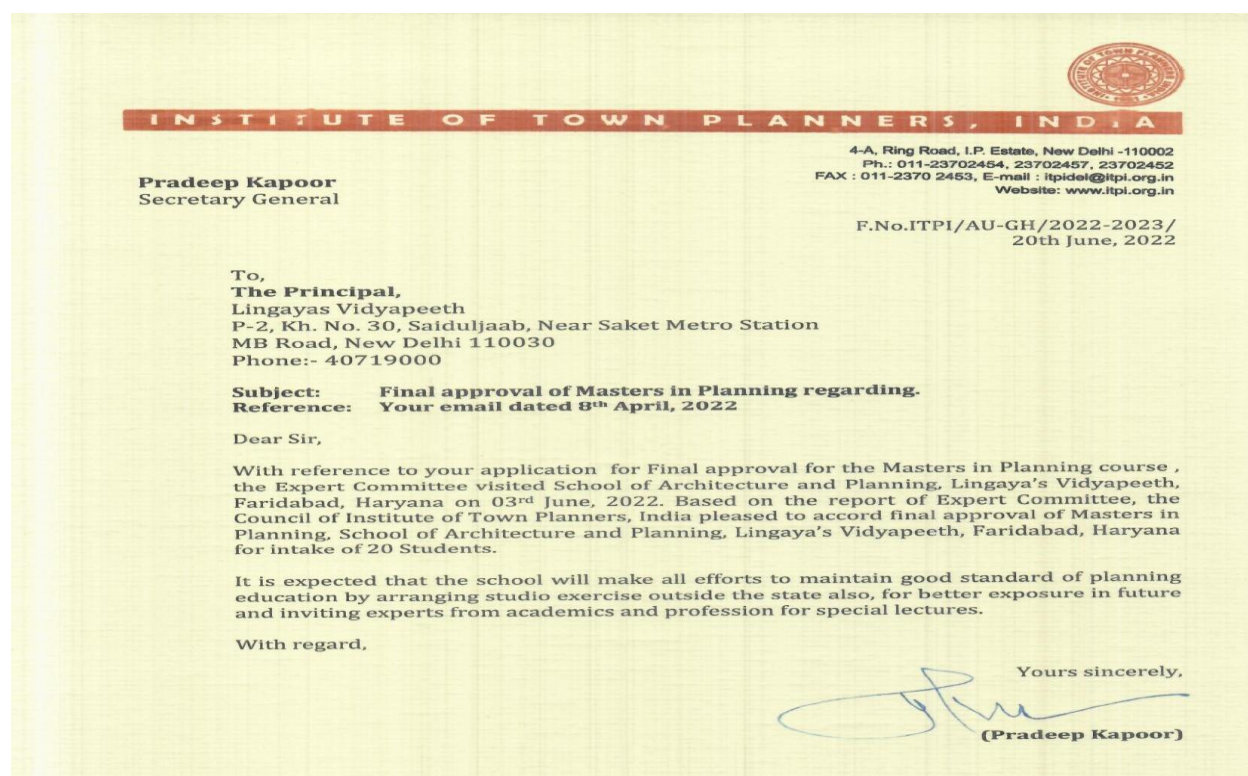 INSTITUTE OF TOWN PLANNERS, INDIA
4-A, Ring Road, I.P. Estate, New Delhi -110002
Ph.: 011-23702454, 23702457, 23702452
FAX : 011-2370 2453, E-mail : itpidel@itpi.org.in
Website: www.itpi.org.in
Pradeep Kapoor
Secretary General
F.No.ITPI/AU-GH/2022-2023/
20th June, 2022
To,
The Principal,
Lingayas Vidyapeeth
P-2, Kh. No. 30, Saiduljaab, Near Saket Metro Station
MB Road, New Delhi 110030
Phone:- 40719000
Subject: Final approval of Masters in Planning regarding.
Reference: Your email dated 8th April, 2022
Dear Sir,
With reference to your application for Final approval for the Masters in Planning course ,
the Expert Committee visited School of Architecture and Planning, Lingaya's Vidyapeeth,
Faridabad, Haryana on 03rd June, 2022. Based on the report of Expert Committee, the
Council of Institute of Town Planners, India pleased to accord final approval of Masters in
Planning, School of Architecture and Planning, Lingaya's Vidyapeeth, Faridabad, Haryana
for intake of 20 Students.
It is expected that the school will make all efforts to maintain good standard of planning
education by arranging studio exercise outside the state also, for better exposure in future
and inviting experts from academics and profession for special lectures.
With regard,
Yours sincerely,
(Pradeep Kapoor)